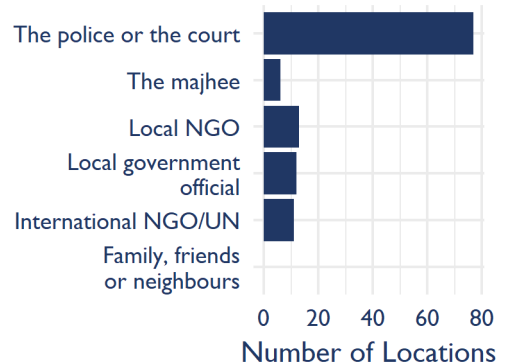 The police or the court
The majhee
Local NGO
Local government
official
International NGO/UN
Family, friends
or neighbours
0 20 40 60 80
Number of Locations